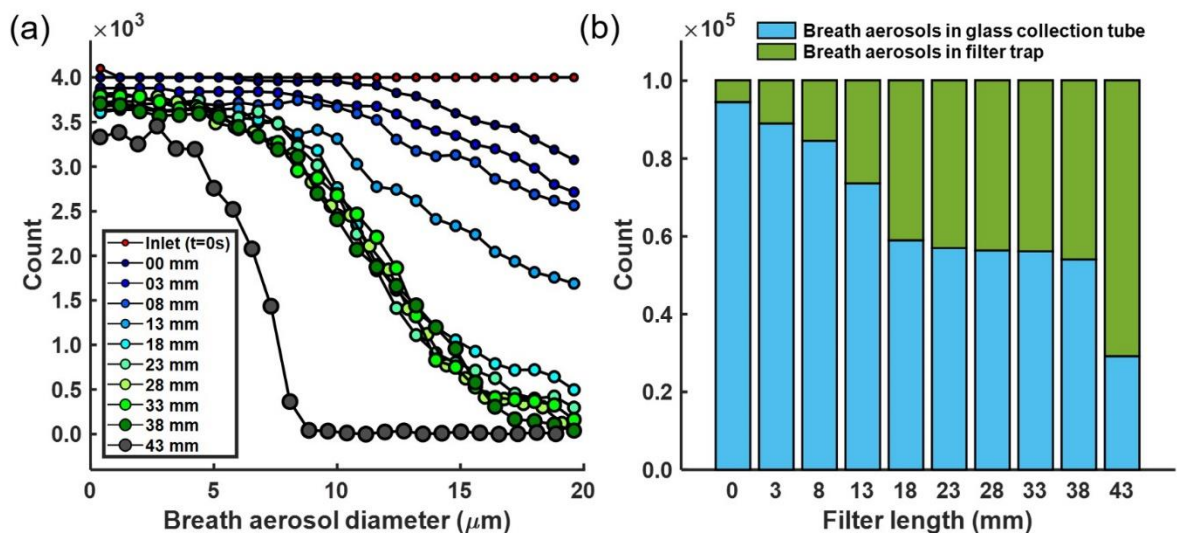 (a)
×10³
4.0
3.5
3.0
2.5
2.0
1.5
1.0
0.5
0.0
Count
Inlet (t=0s)
00 mm
03 mm
08 mm
13 mm
18 mm
23 mm
28 mm
33 mm
38 mm
43 mm
0 5 10 15 20
Breath aerosol diameter (μm)
(b)
×10⁵
Breath aerosols in glass collection tube
Breath aerosols in filter trap
1.0
0.8
0.6
0.4
0.2
0.0
Count
0 3 8 13 18 23 28 33 38 43
Filter length (mm)